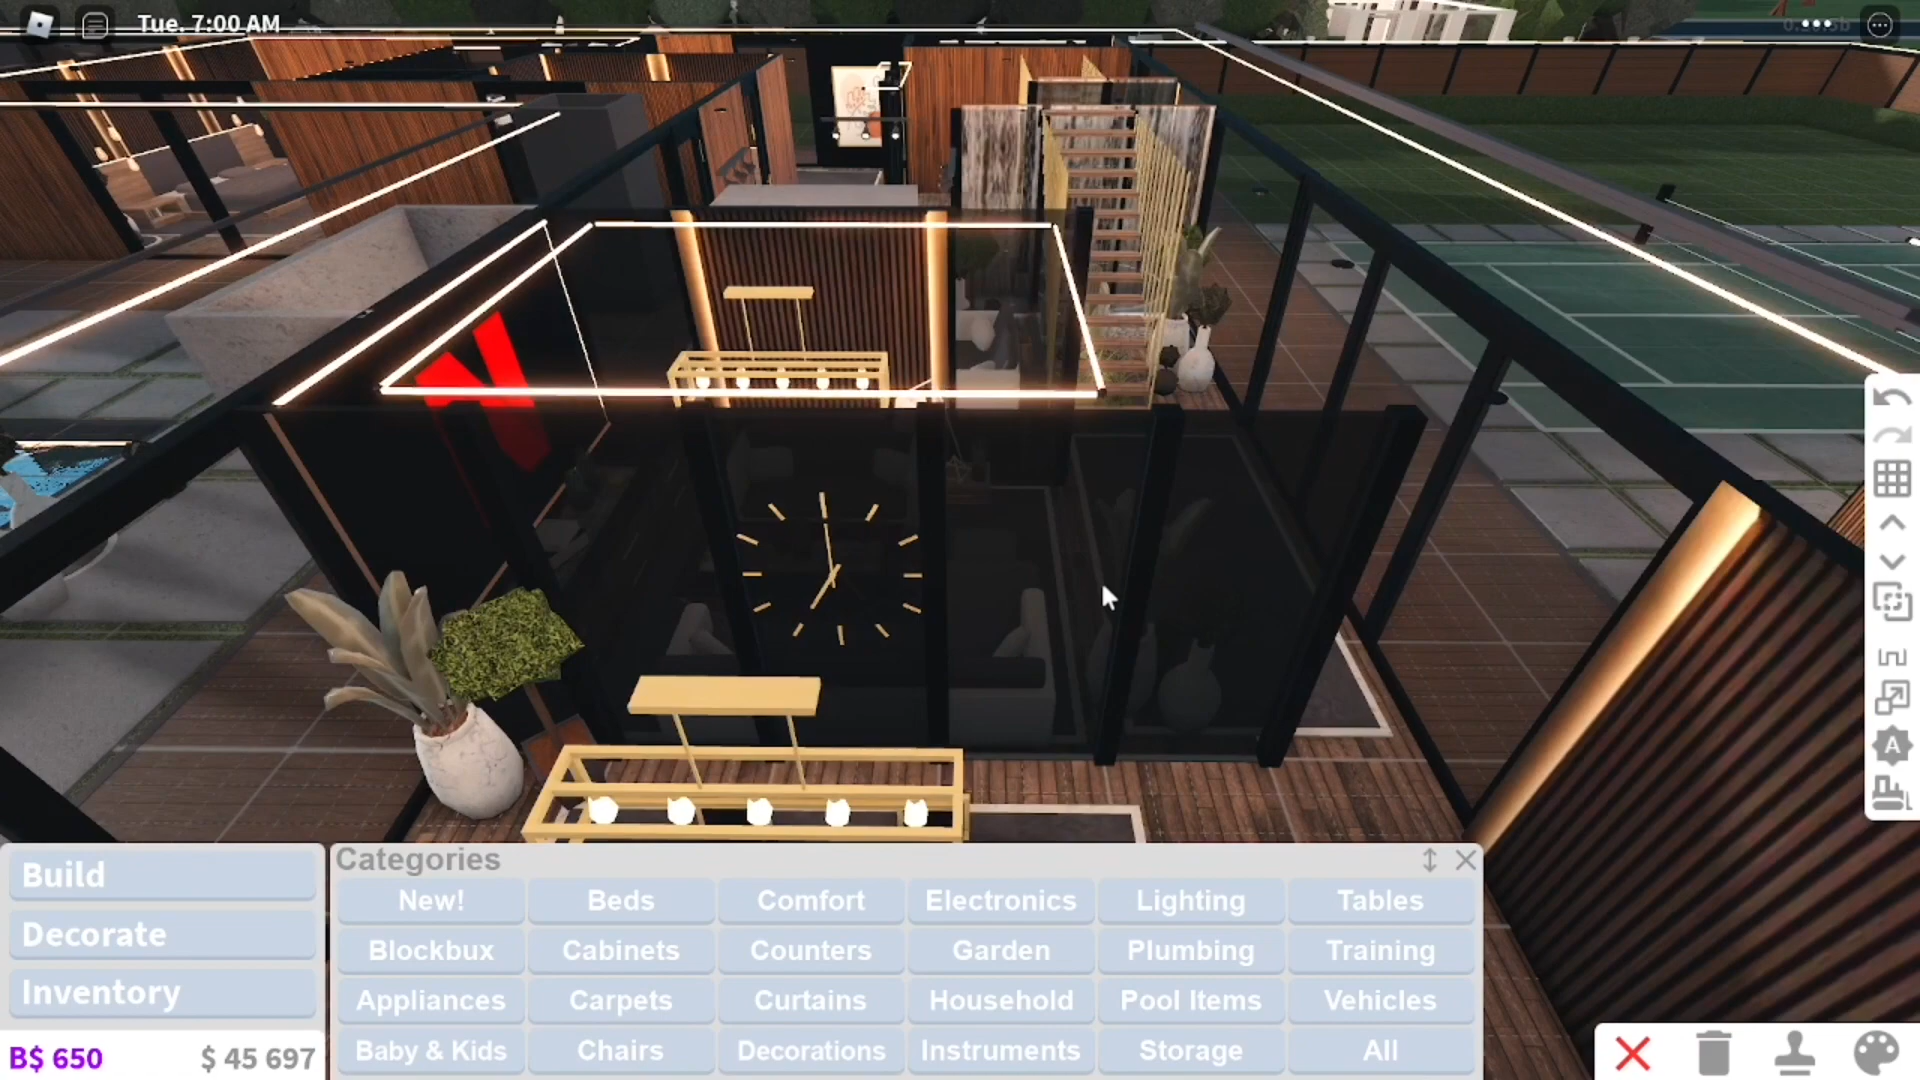 Tue. 7:00 AM
Build
Decorate
Inventory
B$ 650
$ 45 697
Categories
New! Beds Comfort Electronics Lighting Tables
Blockbux Cabinets Counters Garden Plumbing Training
Appliances Carpets Curtains Household Pool Items Vehicles
Baby & Kids Chairs Decorations Instruments Storage All
A